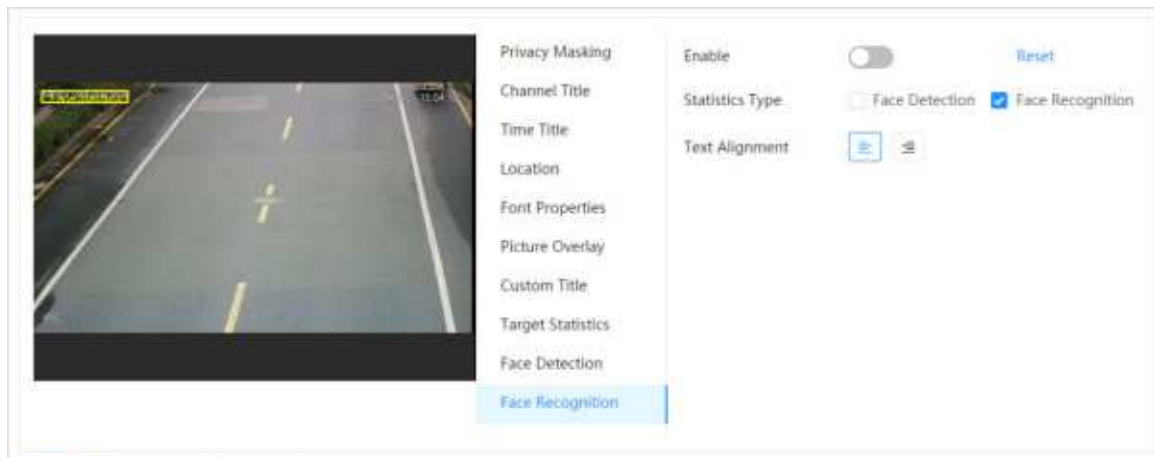 Privacy Masking
Channel Title
Time Title
Location
Font Properties
Picture Overlay
Custom Title
Target Statistics
Face Detection
Face Recognition
Enable
Reset
Statistics Type
Face Detection
Face Recognition
Text Alignment